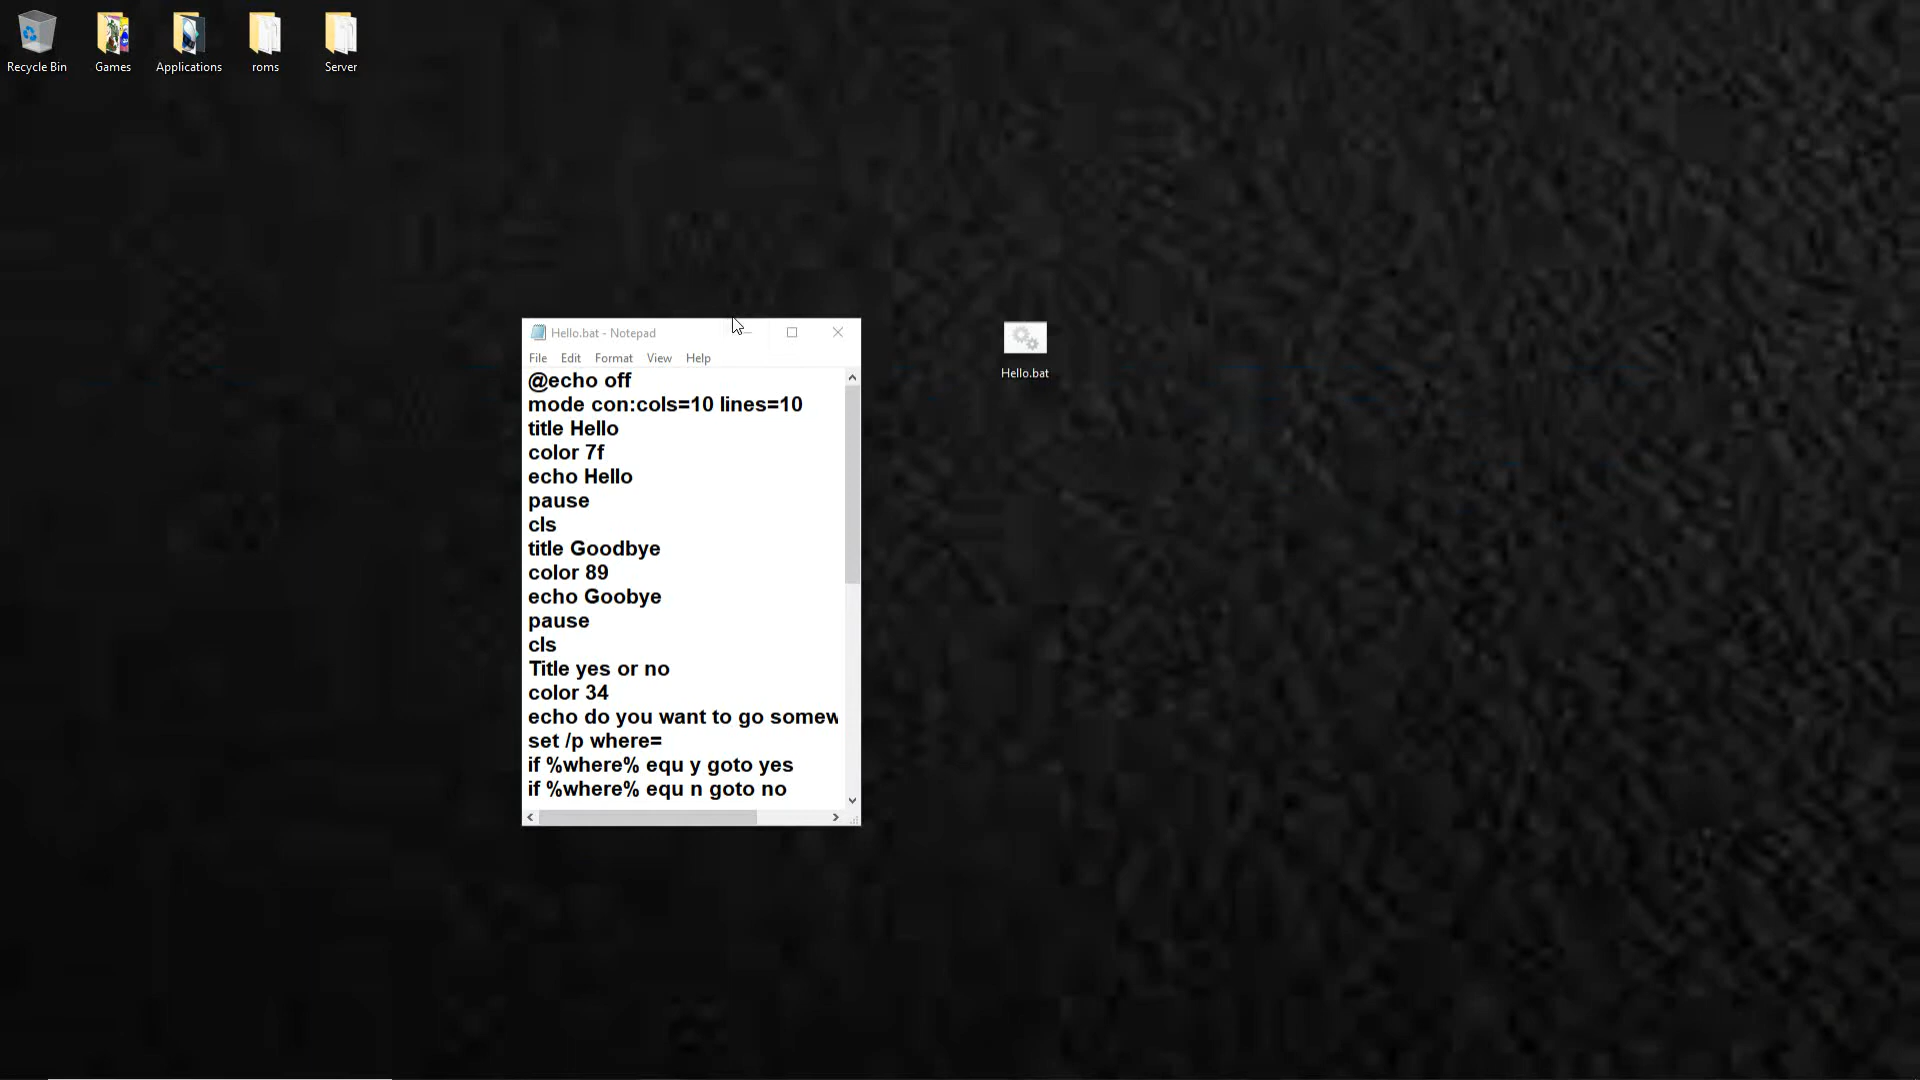 Recycle Bin
Games
Applications
roms
Server
Hello.bat - Notepad
File Edit Format View Help
@echo off
mode con:cols=10 lines=10
title Hello
color 7f
echo Hello
pause
cls
title Goodbye
color 89
echo Goobye
pause
cls
Title yes or no
color 34
echo do you want to go somew
set /p where=
if %where% equ y goto yes
if %where% equ n goto no
Hello.bat